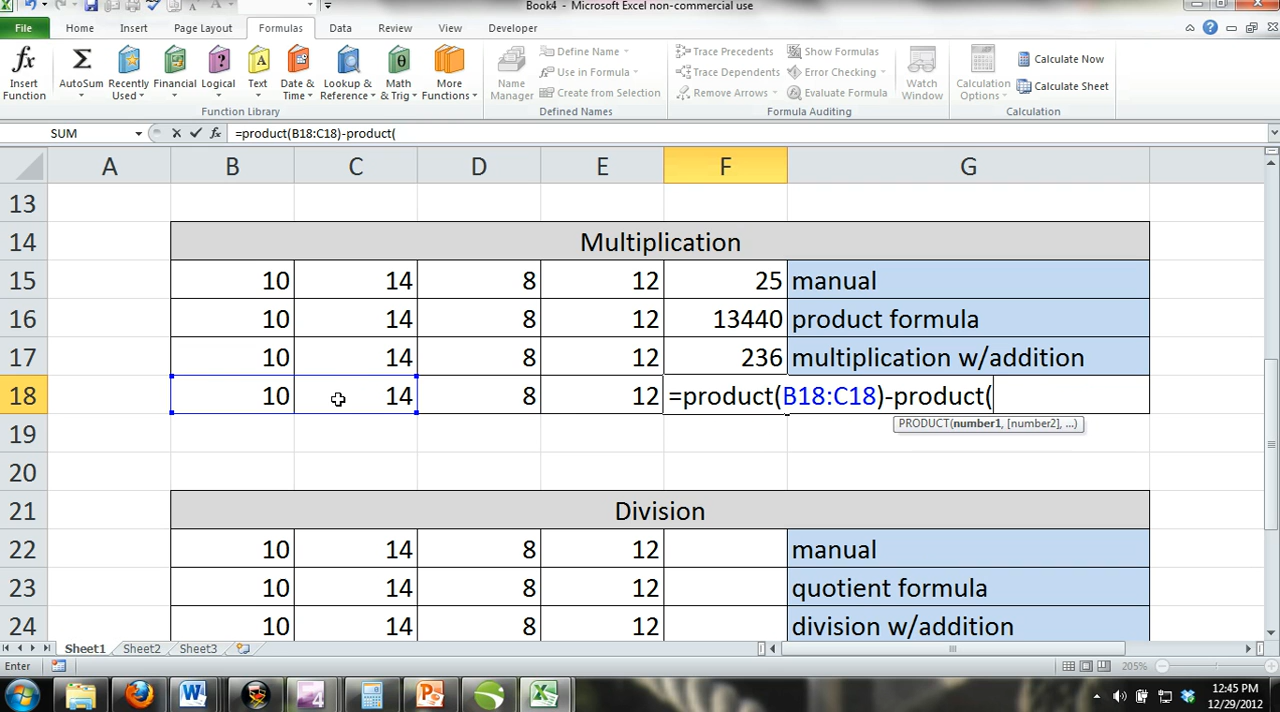 Book4 - Microsoft Excel non-commercial use
File Home Insert Page Layout Formulas Data Review View Developer
fx Σ A θ
Insert Function
AutoSum
Recently Used
Financial
Logical
Text
Date & Time
Lookup & Reference
Math & Trig
More Functions
Function Library
Name Manager
Define Name
Use in Formula
Create from Selection
Defined Names
Trace Precedents
Trace Dependents
Remove Arrows
Show Formulas
Error Checking
Evaluate Formula
Watch Window
Formula Auditing
Calculation Options
Calculate Now
Calculate Sheet
Calculation
SUM fx =product(B18:C18)-product(
A B C D E F G
13
14 Multiplication
15 10 14 8 12 25 manual
16 10 14 8 12 13440 product formula
17 10 14 8 12 236 multiplication w/addition
18 10 14 8 12 =product(B18:C18)-product(
PRODUCT(number1, [number2], ...)
19
20
21 Division
22 10 14 8 12 manual
23 10 14 8 12 quotient formula
24 10 14 8 12 division w/addition
Sheet1 Sheet2 Sheet3
Enter 205%
12:45 PM
12/29/2012